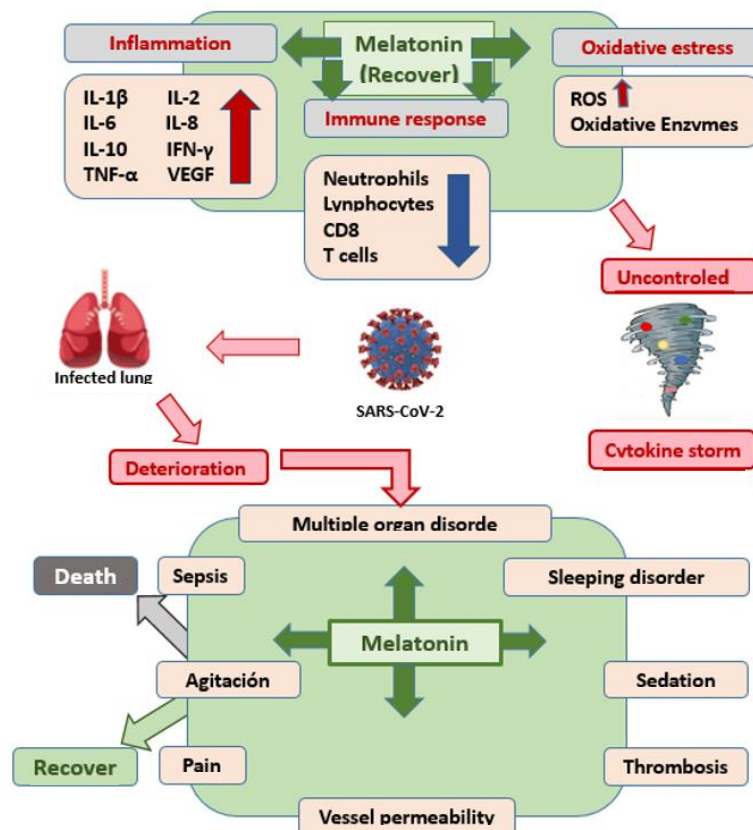 Inflammation
Melatonin
(Recover)
Oxidative estress
IL-1β IL-2
IL-6 IL-8
IL-10 IFN-γ
TNF-α VEGF
Immune response
ROS
Oxidative Enzymes
Neutrophils
Lymphocytes
CD8
T cells
Uncontroled
Infected lung
SARS-CoV-2
Deterioration
Cytokine storm
Multiple organ disorde
Death
Sepsis
Sleeping disorder
Melatonin
Agitación
Sedation
Recover
Pain
Thrombosis
Vessel permeability